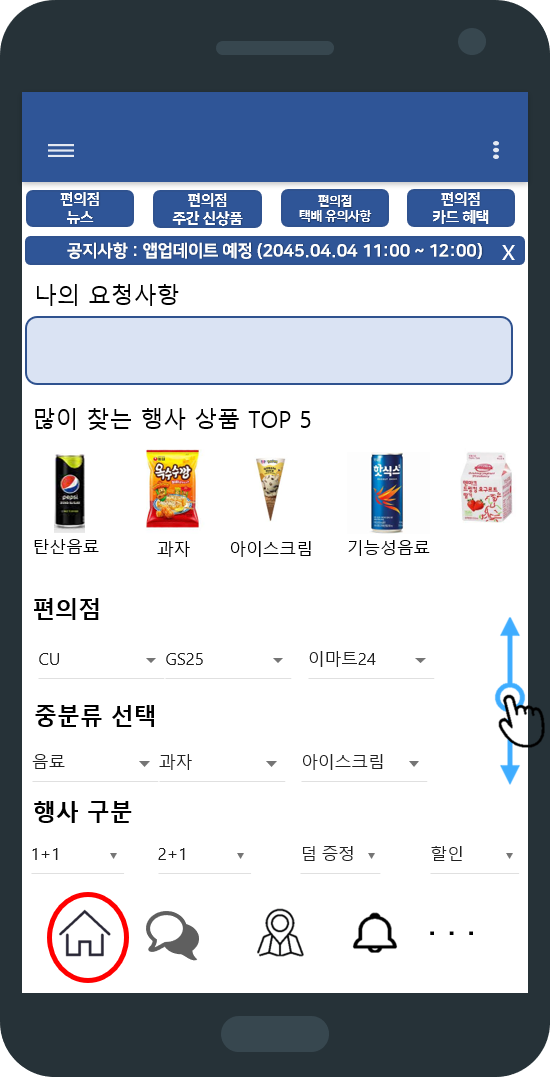 편의점
뉴스
편의점
주간 신상품
편의점
택배 유의사항
편의점
카드 혜택
공지사항 : 앱업데이트 예정 (2045.04.04 11:00 ~ 12:00) X
나의 요청사항
많이 찾는 행사 상품 TOP 5
pepsi
옥수수깡
핫식스
탄산음료
과자
아이스크림
기능성음료
편의점
CU
GS25
이마트24
중분류 선택
음료
과자
아이스크림
행사 구분
1+1
2+1
덤 증정
할인